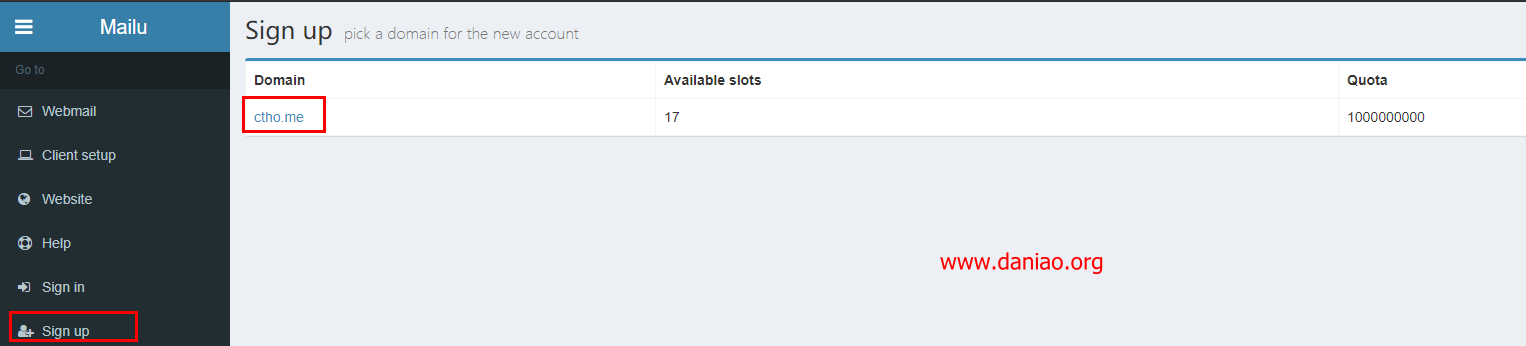 Mailu
Go to
Webmail
Client setup
Website
Help
Sign in
Sign up
Sign up pick a domain for the new account
Domain Available slots Quota
ctho.me 17 1000000000
www.daniao.org